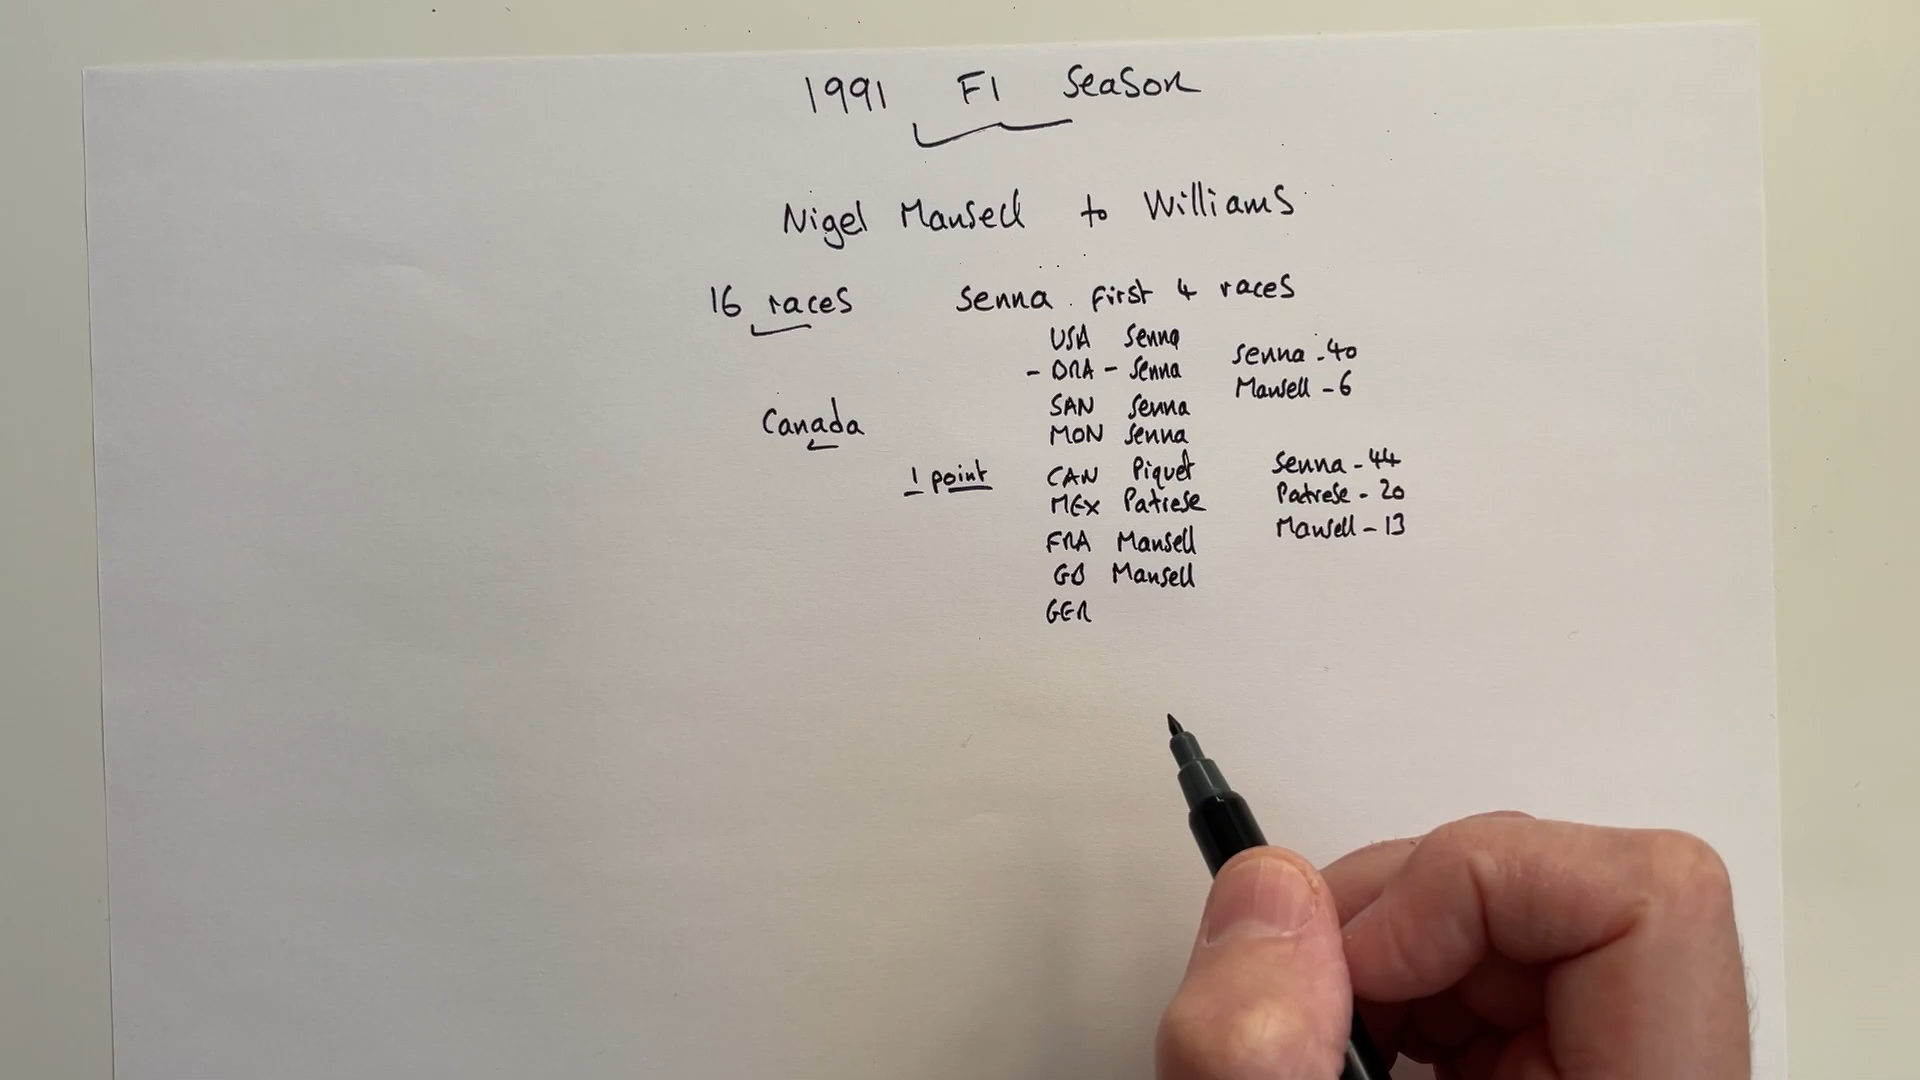 1991 F1 Season
Nigel Mansell to Williams
16 races
Senna first 4 races
USA Senna
- BRA - Senna
SAN Senna
MON Senna
Senna - 40
Mansell - 6
Canada
1 point
CAN Piquet
MEX Patrese
FRA Mansell
GB Mansell
GER
Senna - 44
Patrese - 20
Mansell - 13